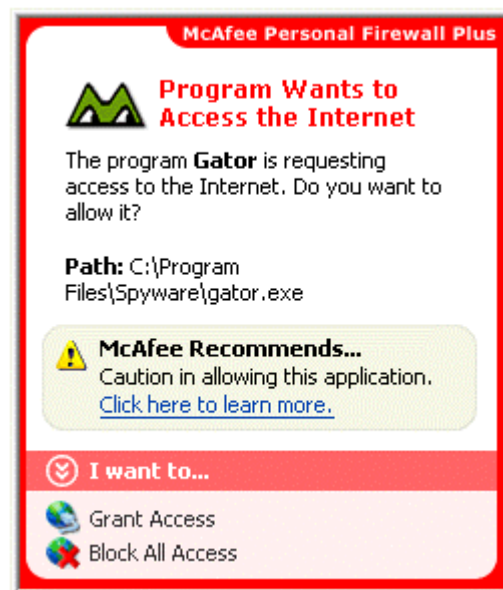 McAfee Personal Firewall Plus
Program Wants to
Access the Internet
The program Gator is requesting
access to the Internet. Do you want to
allow it?
Path: C:\Program
Files\Spyware\gator.exe
McAfee Recommends...
Caution in allowing this application.
Click here to learn more.
I want to...
Grant Access
Block All Access